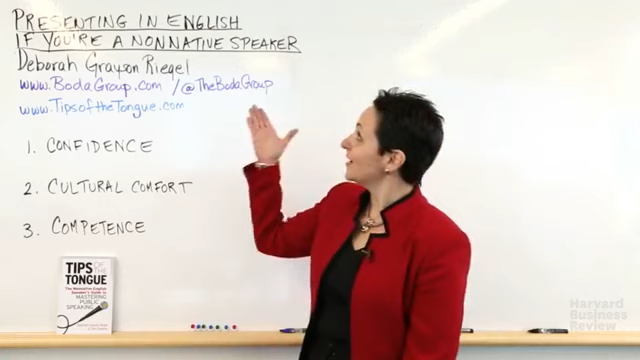 PRESENTING IN ENGLISH
IF YOU'RE A NONNATIVE SPEAKER
Deborah Grayson Riegel
www.BodaGroup.com /@TheBodaGroup
www.TipsoftheTongue.com
1. CONFIDENCE
2. CULTURAL COMFORT
3. COMPETENCE
TIPS
OF THE
TONGUE
The Nonnative English
Speaker's Guide to
MASTERING
PUBLIC
SPEAKING
Harvard
Business
Review